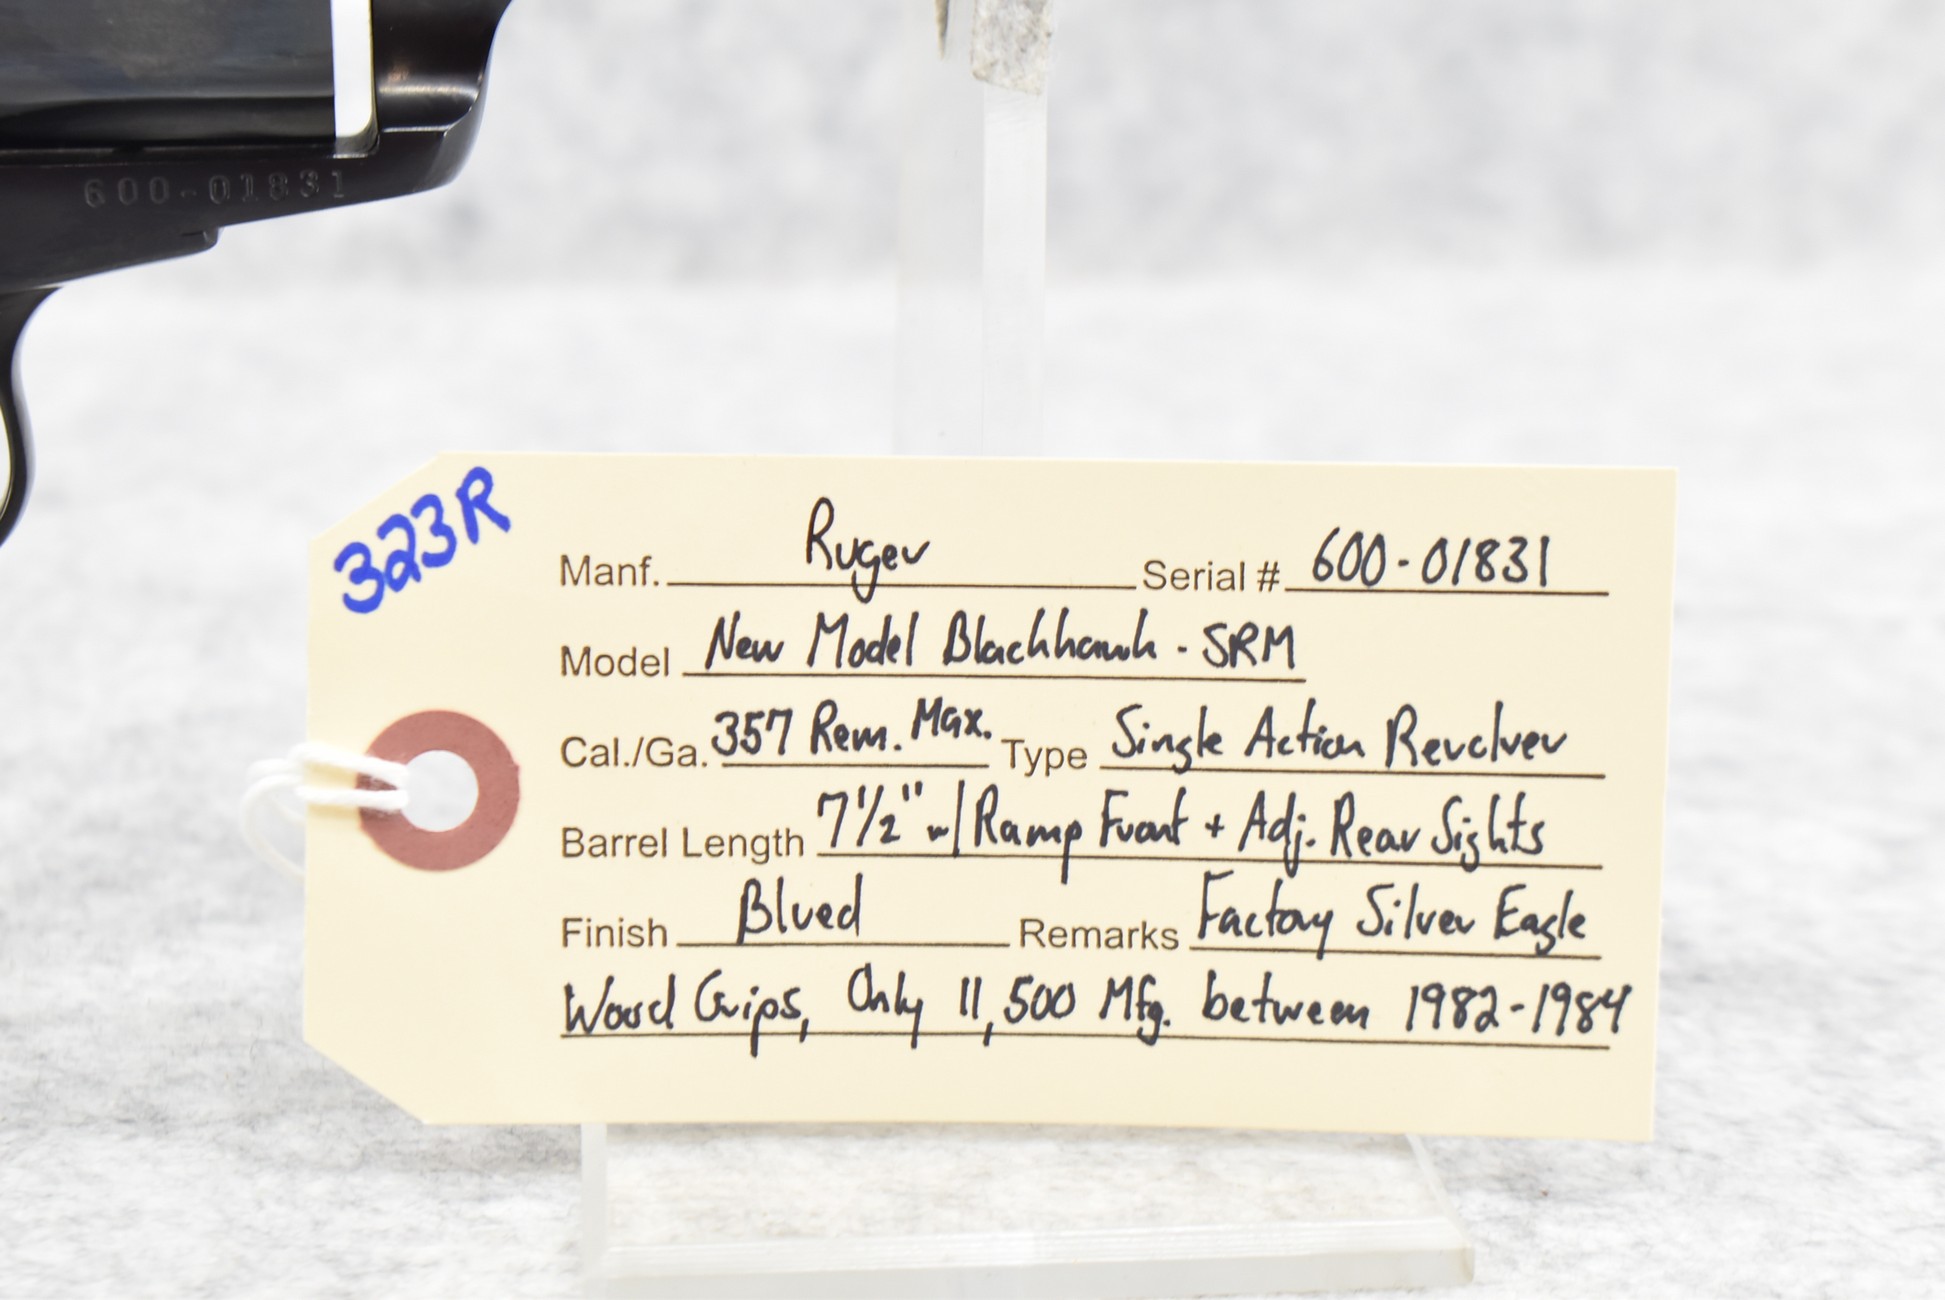 600-01831
323R
Manf. Ruger Serial # 600-01831
Model New Model Blackhawk - SRM
Cal./Ga. 357 Rem. Max. Type Single Action Revolver
Barrel Length 7 1/2" w/ Ramp Front + Adj. Rear Sights
Finish Blued Remarks Factory Silver Eagle
Wood Grips, Only 11,500 Mfg. between 1982-1984